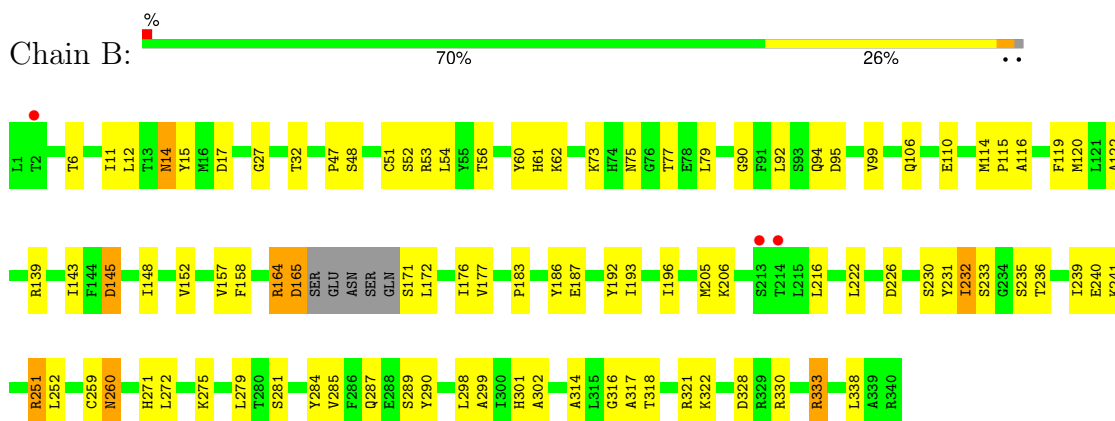 %
Chain B:
70% 26% • •
L1 T2 T6 I11 L12 T13 N14 Y15 M16 D17 G27 T32 P47 S48 C51 S52 R53 L54 Y55 T56 Y60 H61 K62 K73 H74 N75 G76 T77 E78 L79 G90 F91 L92 S93 Q94 D95 V99 Q106 E110 M114 P115 A116 F119 M120 L121 A122
R139 I143 F144 D145 I148 V152 V157 F158 R164 D165 SER GLU ASN SER GLN S171 L172 I176 V177 P183 Y186 E187 Y192 I193 I196 M205 K206 S213 T214 L215 L216 L222 D226 S230 Y231 I232 S233 G234 S235 T236 I239 E240 K241
R251 L252 C259 N260 H271 L272 K275 L279 T280 S281 Y284 V285 F286 Q287 E288 S289 Y290 L298 A299 I300 H301 A302 A314 L315 G316 A317 T318 R321 K322 D328 R329 R330 R333 L338 A339 R340